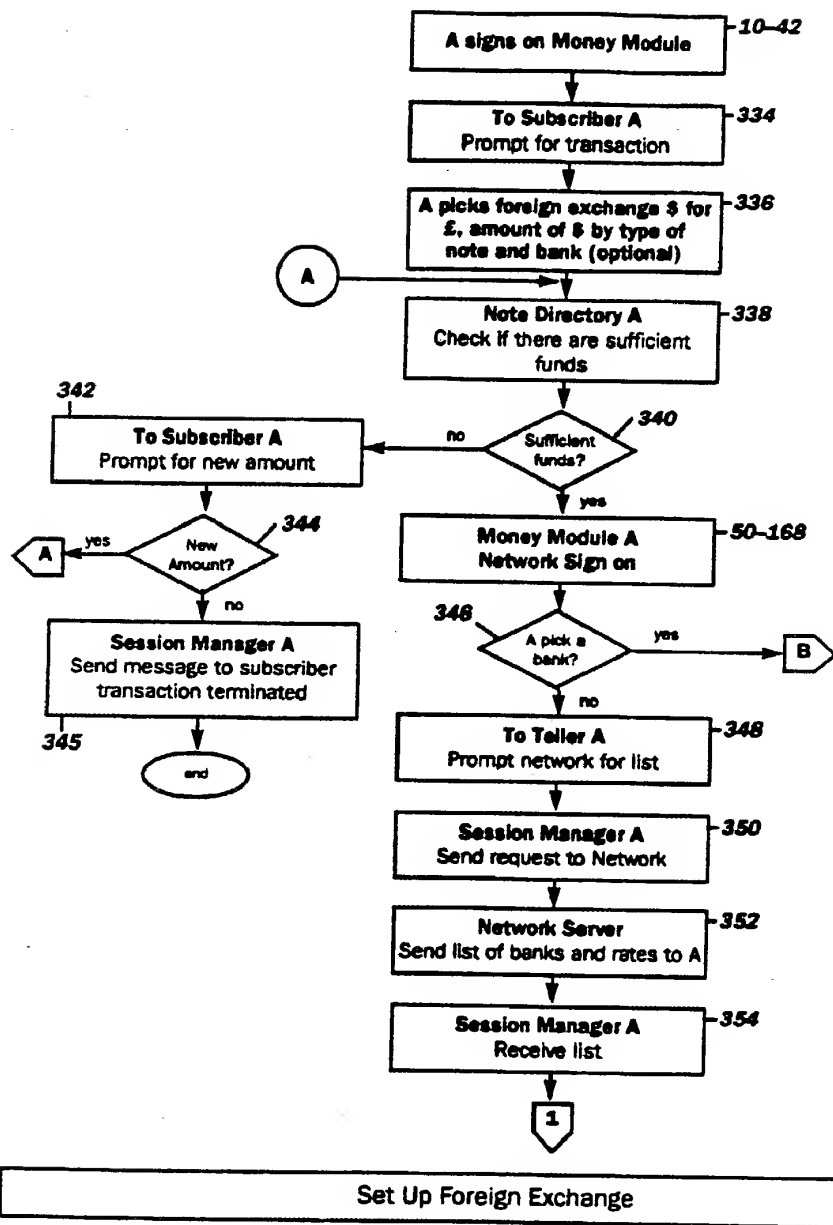 A signs on Money Module
10–42
To Subscriber A
Prompt for transaction
334
A picks foreign exchange $ for
£, amount of $ by type of
note and bank (optional)
336
A
Note Directory A
Check if there are sufficient
funds
338
342
To Subscriber A
Prompt for new amount
no
Sufficient
funds?
340
yes
A
yes
New
Amount?
344
no
Money Module A
Network Sign on
50–168
Session Manager A
Send message to subscriber
transaction terminated
345
end
346
A pick a
bank?
yes
B
no
To Teller A
Prompt network for list
348
Session Manager A
Send request to Network
350
Network Server
Send list of banks and rates to A
352
Session Manager A
Receive list
354
1
Set Up Foreign Exchange